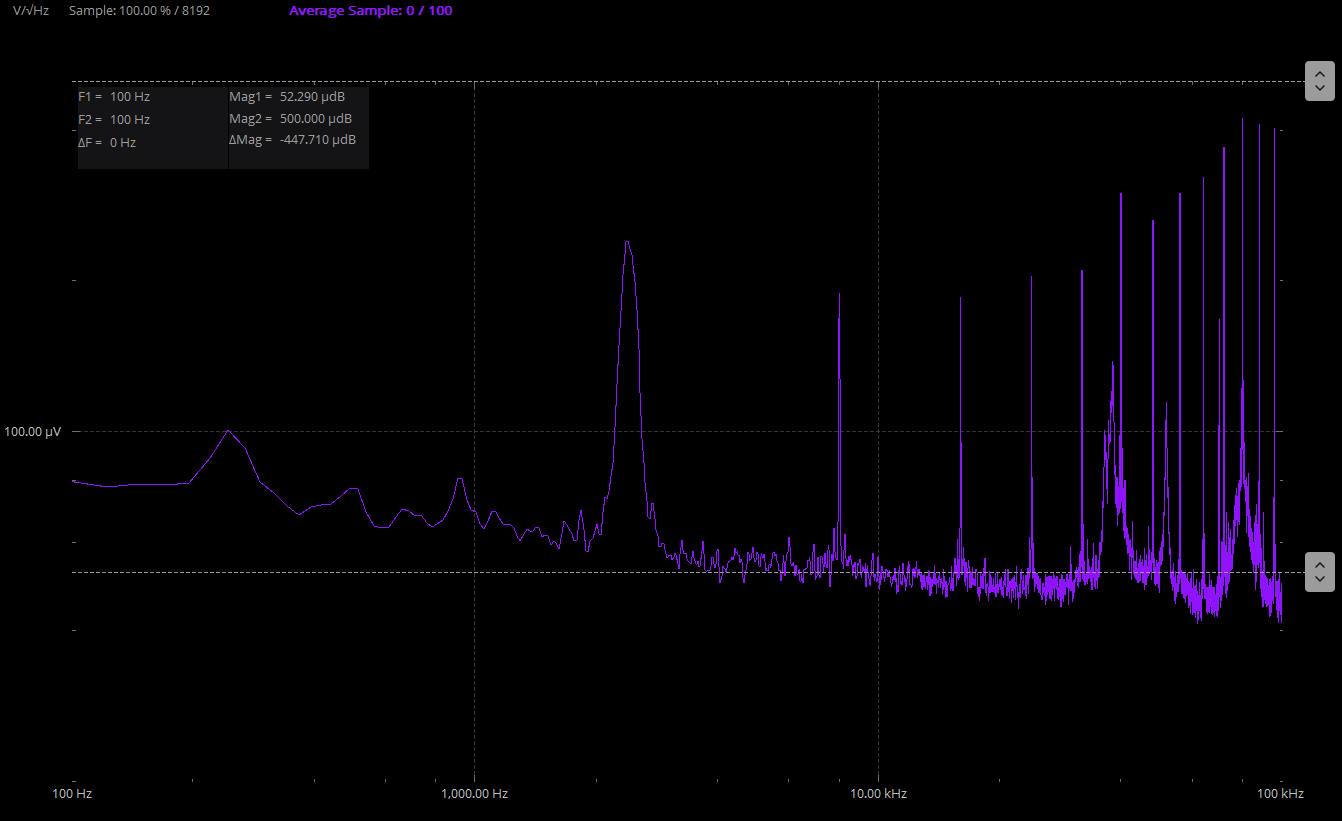 V/√Hz Sample: 100.00 % / 8192 Average Sample: 0 / 100
F1 = 100 Hz Mag1 = 52.290 µdB
F2 = 100 Hz Mag2 = 500.000 µdB
ΔF = 0 Hz ΔMag = -447.710 µdB
100.00 µV
100 Hz 1,000.00 Hz 10.00 kHz 100 kHz